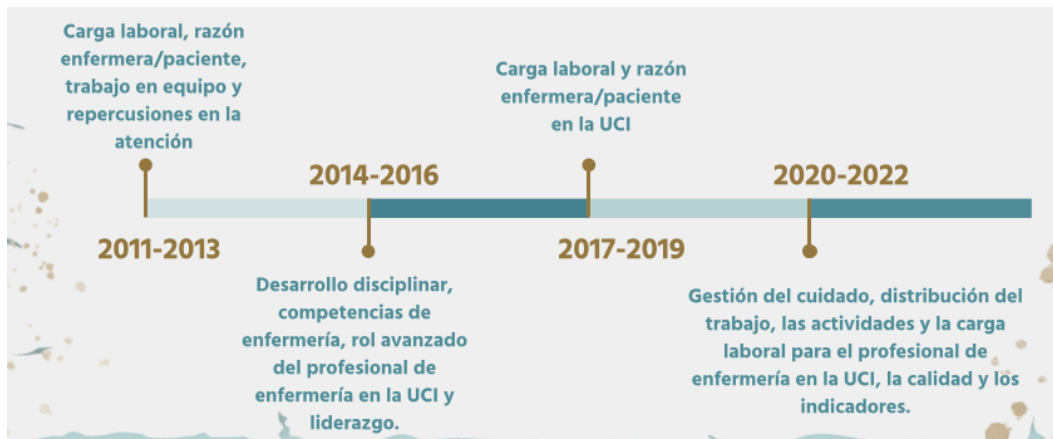 Carga laboral, razón
enfermera/paciente,
trabajo en equipo y
repercusiones en la
atención
2011-2013
2014-2016
Desarrollo disciplinar,
competencias de
enfermería, rol avanzado
del profesional de
enfermería en la UCI y
liderazgo.
Carga laboral y razón
enfermera/paciente
en la UCI
2017-2019
2020-2022
Gestión del cuidado, distribución del
trabajo, las actividades y la carga
laboral para el profesional de
enfermería en la UCI, la calidad y los
indicadores.